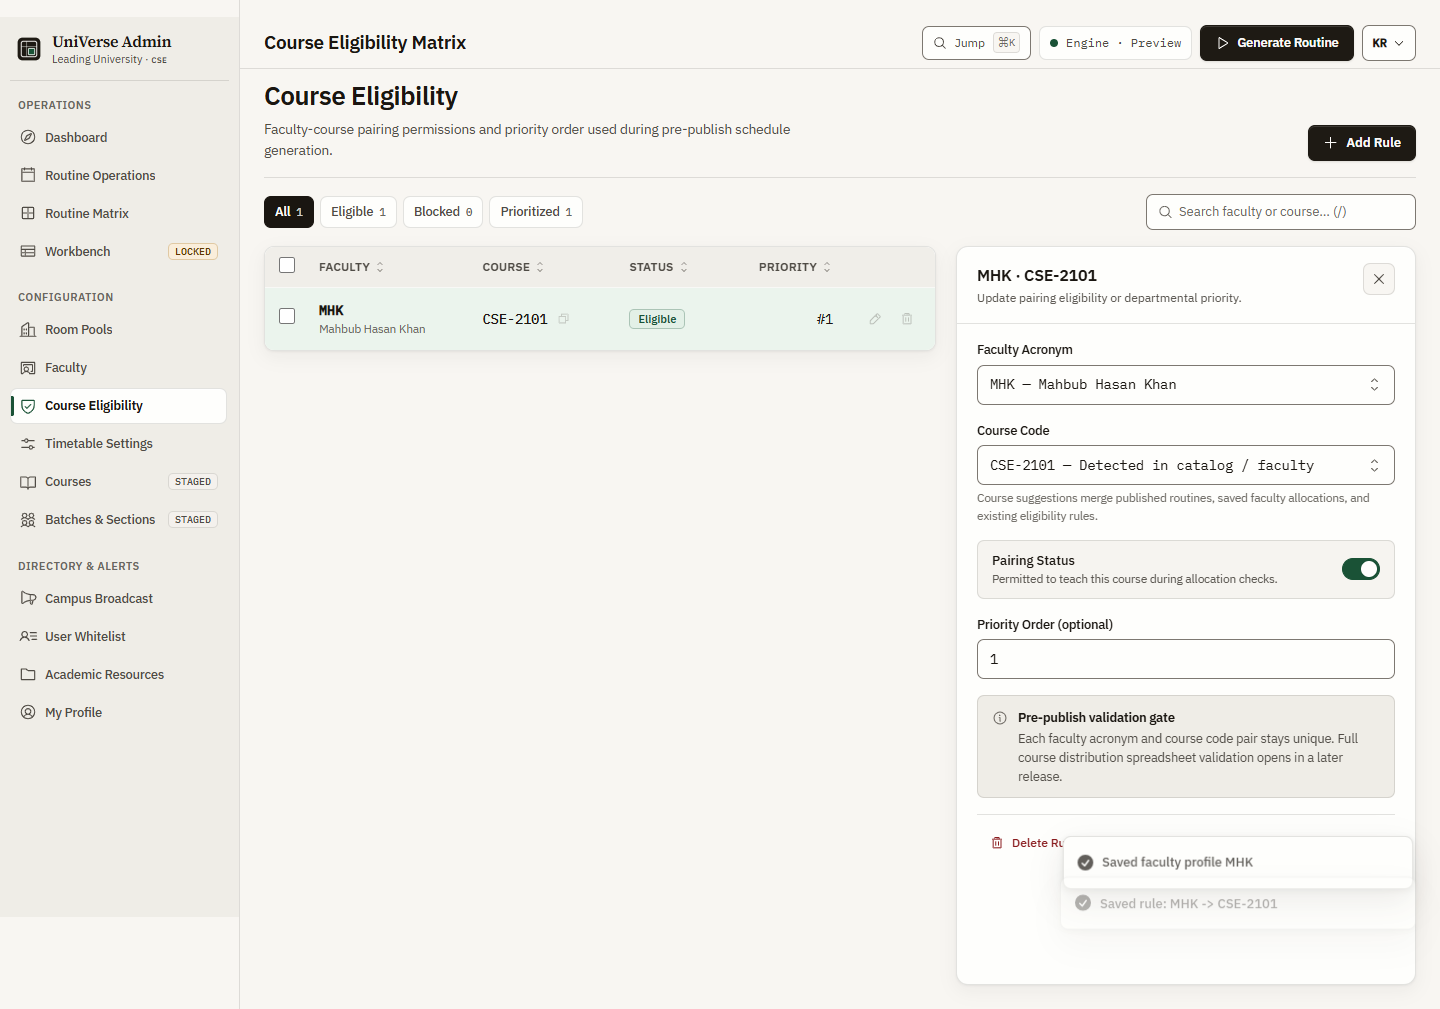 UniVerse Admin
Leading University · CSE
OPERATIONS
Dashboard
Routine Operations
Routine Matrix
Workbench LOCKED
CONFIGURATION
Room Pools
Faculty
Course Eligibility
Timetable Settings
Courses STAGED
Batches & Sections STAGED
DIRECTORY & ALERTS
Campus Broadcast
User Whitelist
Academic Resources
My Profile
Course Eligibility Matrix
Jump ⌘K
Engine · Preview
Generate Routine
KR
Course Eligibility
Faculty-course pairing permissions and priority order used during pre-publish schedule
generation.
Add Rule
All 1
Eligible 1
Blocked 0
Prioritized 1
Search faculty or course... (/)
FACULTY COURSE STATUS PRIORITY
MHK
Mahbub Hasan Khan
CSE-2101
Eligible
#1
MHK · CSE-2101
Update pairing eligibility or departmental priority.
Faculty Acronym
MHK — Mahbub Hasan Khan
Course Code
CSE-2101 — Detected in catalog / faculty
Course suggestions merge published routines, saved faculty allocations, and
existing eligibility rules.
Pairing Status
Permitted to teach this course during allocation checks.
Priority Order (optional)
1
Pre-publish validation gate
Each faculty acronym and course code pair stays unique. Full
course distribution spreadsheet validation opens in a later
release.
Delete Ru
Saved faculty profile MHK
Saved rule: MHK -> CSE-2101